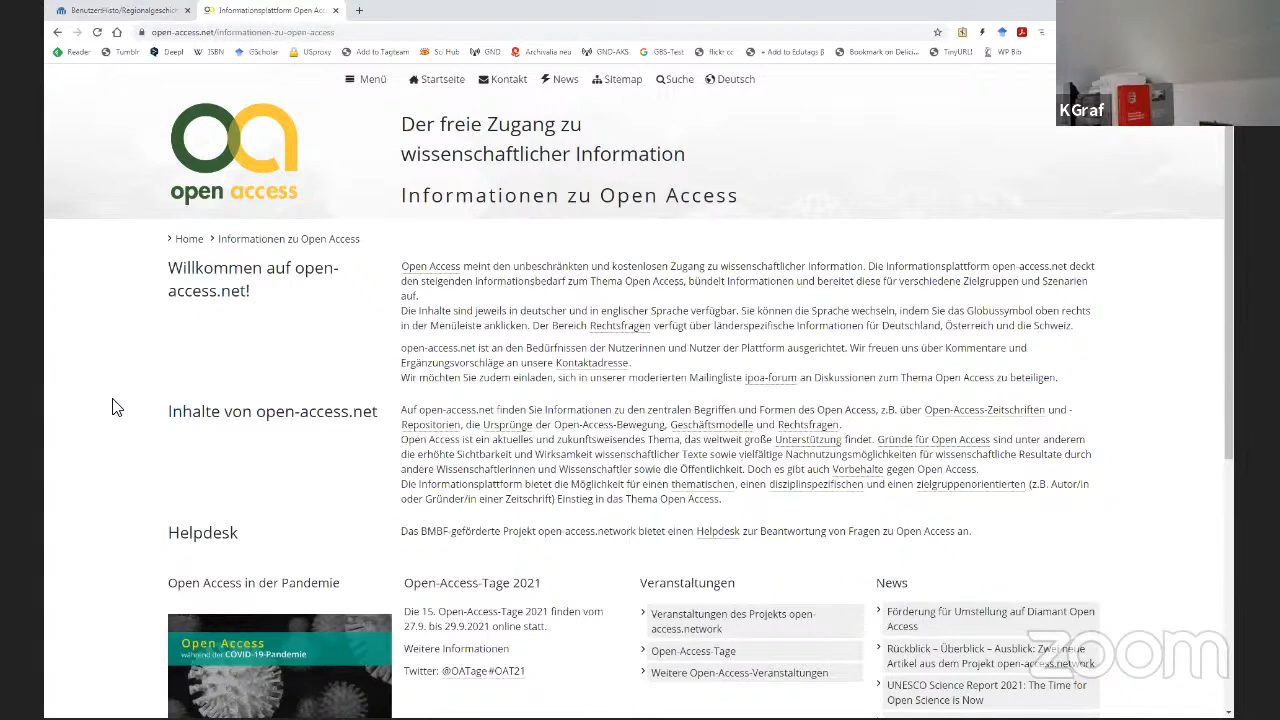 BenutzerHisto/Regionalgeschich
Informationsplattform Open Acc
open-access.net/informationen-zu-open-access
Reader
Tumblr
Deepl
ISBN
GScholar
USproxy
Add to Tagteam
Sci Hub
GND
Archivalia neu
GND-AKS
GBS-Test
flickr cc
+ Add to Edutags β
Bookmark on Delici...
TinyURL!
WP Bib
KGraf
Menü
Startseite
Kontakt
News
Sitemap
Suche
Deutsch
oa
open access
Der freie Zugang zu
wissenschaftlicher Information
Informationen zu Open Access
Home
Informationen zu Open Access
Willkommen auf open-
access.net!
Open Access meint den unbeschränkten und kostenlosen Zugang zu wissenschaftlicher Information. Die Informationsplattform open-access.net deckt
den steigenden Informationsbedarf zum Thema Open Access, bündelt Informationen und bereitet diese für verschiedene Zielgruppen und Szenarien
auf.
Die Inhalte sind jeweils in deutscher und in englischer Sprache verfügbar. Sie können die Sprache wechseln, indem Sie das Globussymbol oben rechts
in der Menüleiste anklicken. Der Bereich Rechtsfragen verfügt über länderspezifische Informationen für Deutschland, Österreich und die Schweiz.
open-access.net ist an den Bedürfnissen der Nutzerinnen und Nutzer der Plattform ausgerichtet. Wir freuen uns über Kommentare und
Ergänzungsvorschläge an unsere Kontaktadresse.
Wir möchten Sie zudem einladen, sich in unserer moderierten Mailingliste ipoa-forum an Diskussionen zum Thema Open Access zu beteiligen.
Inhalte von open-access.net
Auf open-access.net finden Sie Informationen zu den zentralen Begriffen und Formen des Open Access, z.B. über Open-Access-Zeitschriften und -
Repositorien, die Ursprünge der Open-Access-Bewegung, Geschäftsmodelle und Rechtsfragen.
Open Access ist ein aktuelles und zukunftsweisendes Thema, das weltweit große Unterstützung findet. Gründe für Open Access sind unter anderem
die erhöhte Sichtbarkeit und Wirksamkeit wissenschaftlicher Texte sowie vielfältige Nachnutzungsmöglichkeiten für wissenschaftliche Resultate durch
andere Wissenschaftlerinnen und Wissenschaftler sowie die Öffentlichkeit. Doch es gibt auch Vorbehalte gegen Open Access.
Die Informationsplattform bietet die Möglichkeit für einen thematischen, einen disziplinspezifischen und einen zielgruppenorientierten (z.B. Autor/in
oder Gründer/in einer Zeitschrift) Einstieg in das Thema Open Access.
Helpdesk
Das BMBF-geförderte Projekt open-access.network bietet einen Helpdesk zur Beantwortung von Fragen zu Open Access an.
Open Access in der Pandemie
Open Access
während der COVID-19-Pandemie
Open-Access-Tage 2021
Die 15. Open-Access-Tage 2021 finden vom
27.9. bis 29.9.2021 online statt.
Weitere Informationen
Twitter: @OATage #OAT21
Veranstaltungen
Veranstaltungen des Projekts open-
access.network
Open-Access-Tage
Weitere Open-Access-Veranstaltungen
News
Förderung für Umstellung auf Diamant Open
Access
Rückblick – Überblick – Ausblick: Zwei neue
Artikel aus dem Projekt open-access.network
UNESCO Science Report 2021: The Time for
Open Science is Now
zoom